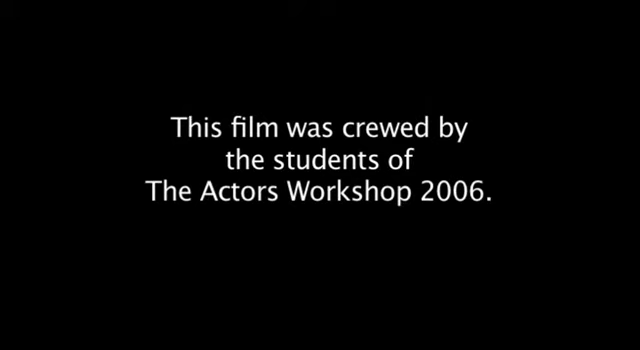 This film was crewed by
the students of
The Actors Workshop 2006.